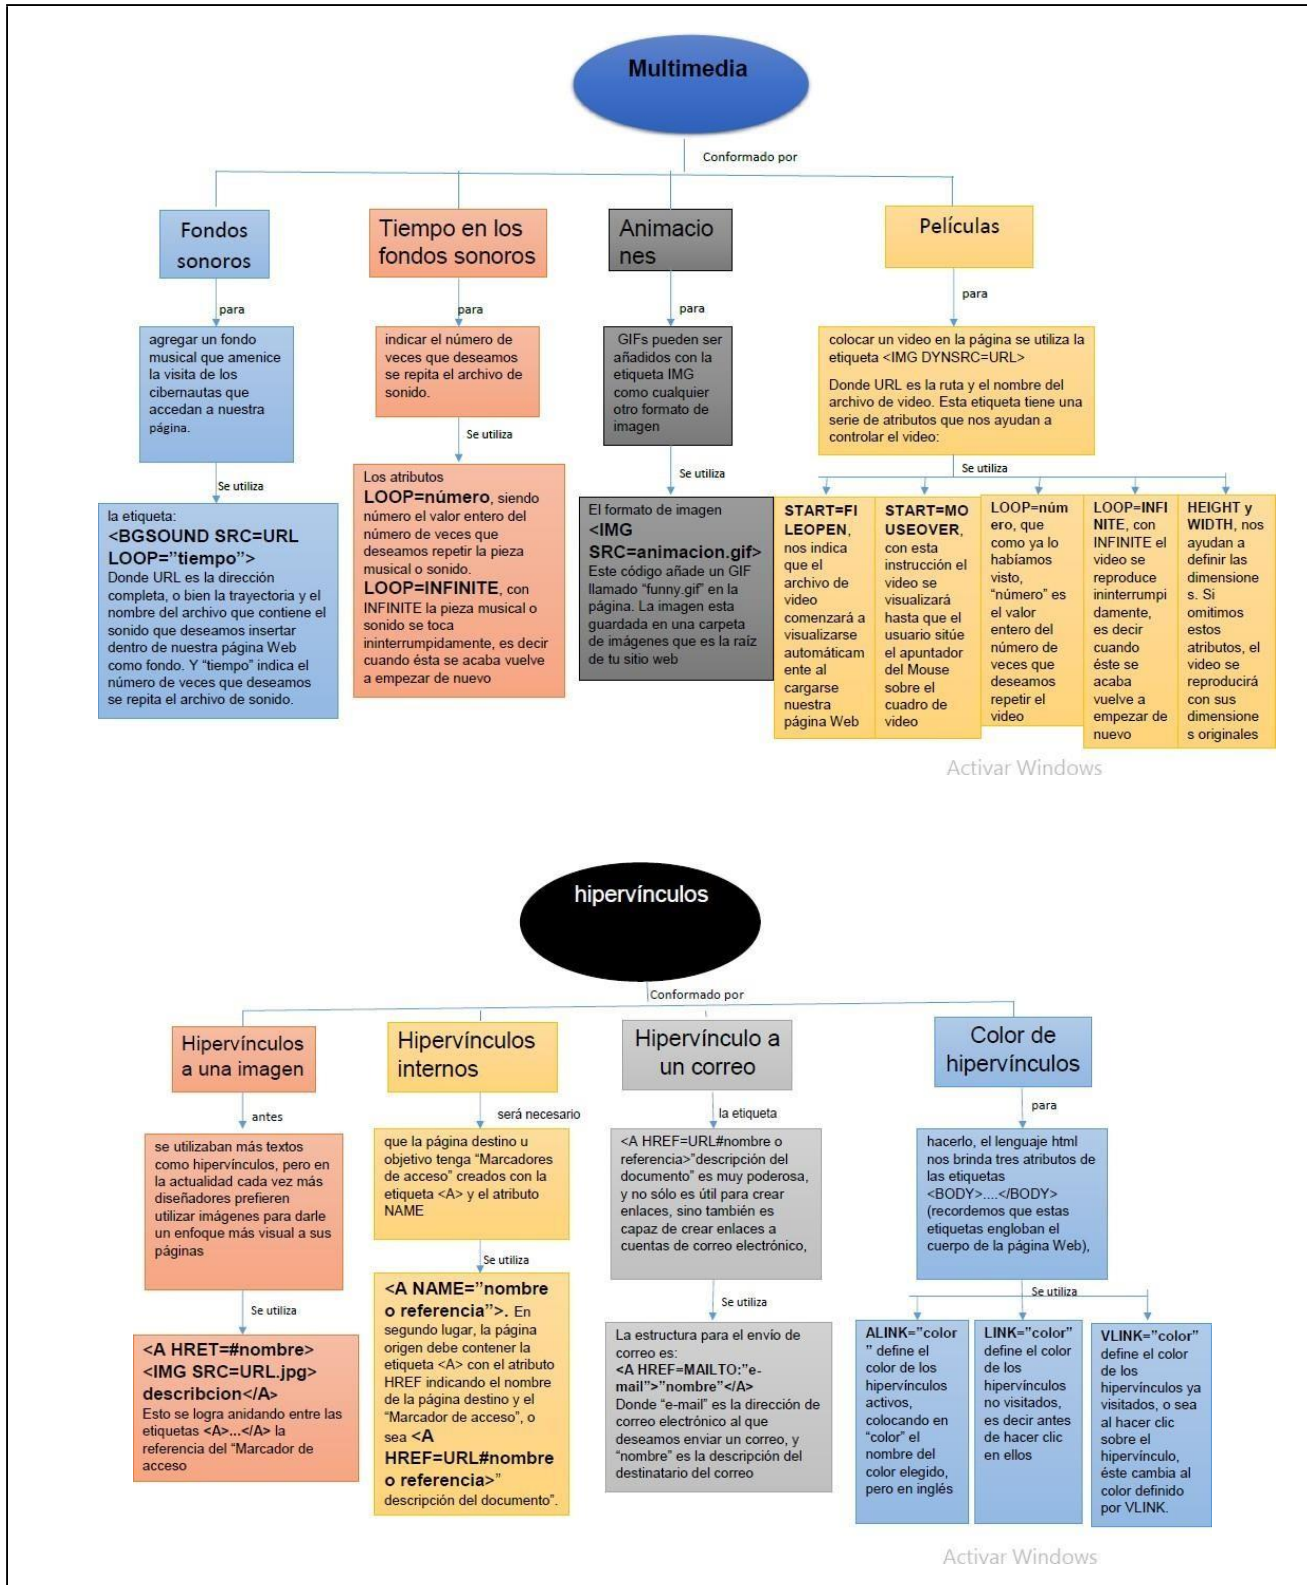 Multimedia
Conformado por
Fondos
sonoros
Tiempo en los
fondos sonoros
Animacio
nes
Películas
para
para
para
para
agregar un fondo
musical que amenice
la visita de los
cibernautas que
accedan a nuestra
página.
indicar el número de
veces que deseamos
se repita el archivo de
sonido.
GIFs pueden ser
añadidos con la
etiqueta IMG
como cualquier
otro formato de
imagen
colocar un video en la página se utiliza la
etiqueta <IMG DYNSRC=URL>
Donde URL es la ruta y el nombre del
archivo de video. Esta etiqueta tiene una
serie de atributos que nos ayudan a
controlar el video:
Se utiliza
Se utiliza
Se utiliza
Se utiliza
la etiqueta:
<BGSOUND SRC=URL
LOOP=”tiempo”>
Donde URL es la dirección
completa, o bien la trayectoria y el
nombre del archivo que contiene el
sonido que deseamos insertar
dentro de nuestra página Web
como fondo. Y “tiempo” indica el
número de veces que deseamos
se repita el archivo de sonido.
Los atributos
LOOP=número, siendo
número el valor entero del
número de veces que
deseamos repetir la pieza
musical o sonido.
LOOP=INFINITE, con
INFINITE la pieza musical o
sonido se toca
ininterrumpidamente, es decir
cuando ésta se acaba vuelve
a empezar de nuevo
El formato de imagen
<IMG
SRC=animacion.gif>
Este código añade un GIF
llamado “funny.gif” en la
página. La imagen esta
guardada en una carpeta
de imágenes que es la raíz
de tu sitio web
START=FI
LEOPEN,
nos indica
que el
archivo de
video
comenzará a
visualizarse
automáticam
ente al
cargarse
nuestra
página Web
START=MO
USEOVER,
con esta
instrucción el
video se
visualizará
hasta que el
usuario sitúe
el apuntador
del Mouse
sobre el
cuadro de
video
LOOP=núm
ero, que
como ya lo
habíamos
visto,
“número” es
el valor
entero del
número de
veces que
deseamos
repetir el
video
LOOP=INFI
NITE, con
INFINITE el
video se
reproduce
ininterrumpi
damente,
es decir
cuando
éste se
acaba
vuelve a
empezar de
nuevo
HEIGHT y
WIDTH, nos
ayudan a
definir las
dimensione
s. Si
omitimos
estos
atributos, el
video se
reproducirá
con sus
dimensione
s originales
Activar Windows
hipervínculos
Conformado por
Hipervínculos
a una imagen
Hipervínculos
internos
Hipervínculo a
un correo
Color de
hipervínculos
antes
será necesario
la etiqueta
para
se utilizaban más textos
como hipervínculos, pero en
la actualidad cada vez más
diseñadores prefieren
utilizar imágenes para darle
un enfoque más visual a sus
páginas
que la página destino u
objetivo tenga “Marcadores
de acceso” creados con la
etiqueta <A> y el atributo
NAME
<A HREF=URL#nombre o
referencia>”descripción del
documento” es muy poderosa,
y no sólo es útil para crear
enlaces, sino también es
capaz de crear enlaces a
cuentas de correo electrónico,
hacerlo, el lenguaje html
nos brinda tres atributos de
las etiquetas
<BODY>....</BODY>
(recordemos que estas
etiquetas engloban el
cuerpo de la página Web),
Se utiliza
Se utiliza
Se utiliza
Se utiliza
<A HRET=#nombre>
<IMG SRC=URL.jpg>
describcion</A>
Esto se logra anidando entre las
etiquetas <A>...</A> la
referencia del “Marcador de
acceso
<A NAME=”nombre
o referencia”>. En
segundo lugar, la página
origen debe contener la
etiqueta <A> con el atributo
HREF indicando el nombre
de la página destino y el
“Marcador de acceso”, o
sea <A
HREF=URL#nombre
o referencia>”
descripción del documento”.
La estructura para el envío de
correo es:
<A HREF=MAILTO:”e-
mail”>”nombre”</A>
Donde “e-mail” es la dirección de
correo electrónico al que
deseamos enviar un correo, y
“nombre” es la descripción del
destinatario del correo
ALINK=”color
” define el
color de los
hipervínculos
activos,
colocando en
“color” el
nombre del
color elegido,
pero en inglés
LINK=”color”
define el color
de los
hipervínculos
no visitados,
es decir antes
de hacer clic
en ellos
VLINK=”color”
define el color
de los
hipervínculos ya
visitados, o sea
al hacer clic
sobre el
hipervínculo,
éste cambia al
color definido
por VLINK.
Activar Windows